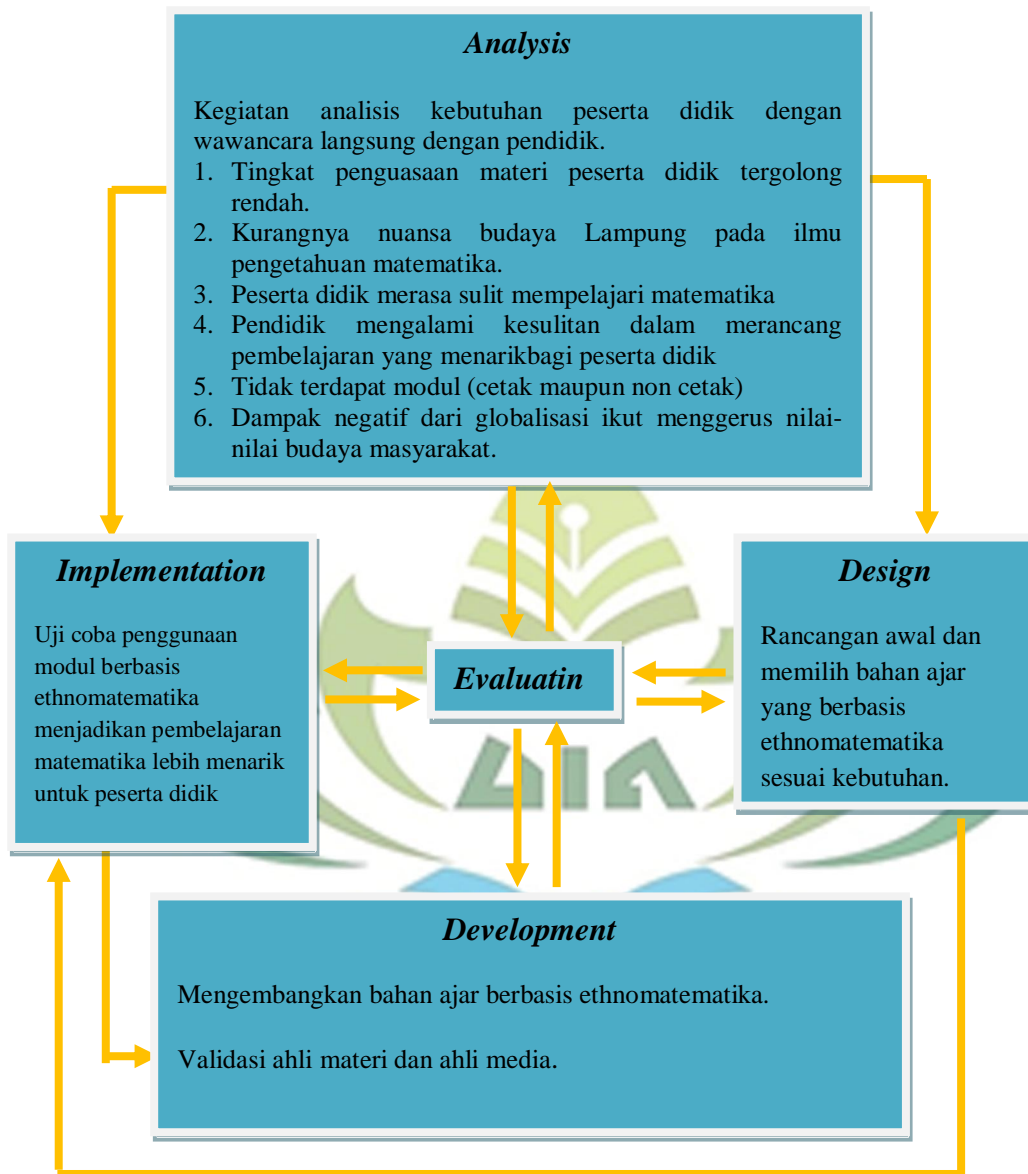 Analysis
Kegiatan analisis kebutuhan peserta didik dengan
wawancara langsung dengan pendidik.
1. Tingkat penguasaan materi peserta didik tergolong
rendah.
2. Kurangnya nuansa budaya Lampung pada ilmu
pengetahuan matematika.
3. Peserta didik merasa sulit mempelajari matematika
4. Pendidik mengalami kesulitan dalam merancang
pembelajaran yang menarikbagi peserta didik
5. Tidak terdapat modul (cetak maupun non cetak)
6. Dampak negatif dari globalisasi ikut menggerus nilai-
nilai budaya masyarakat.
Implementation
Uji coba penggunaan
modul berbasis
ethnomatematika
menjadikan pembelajaran
matematika lebih menarik
untuk peserta didik
Evaluatin
Design
Rancangan awal dan
memilih bahan ajar
yang berbasis
ethnomatematika
sesuai kebutuhan.
Development
Mengembangkan bahan ajar berbasis ethnomatematika.
Validasi ahli materi dan ahli media.